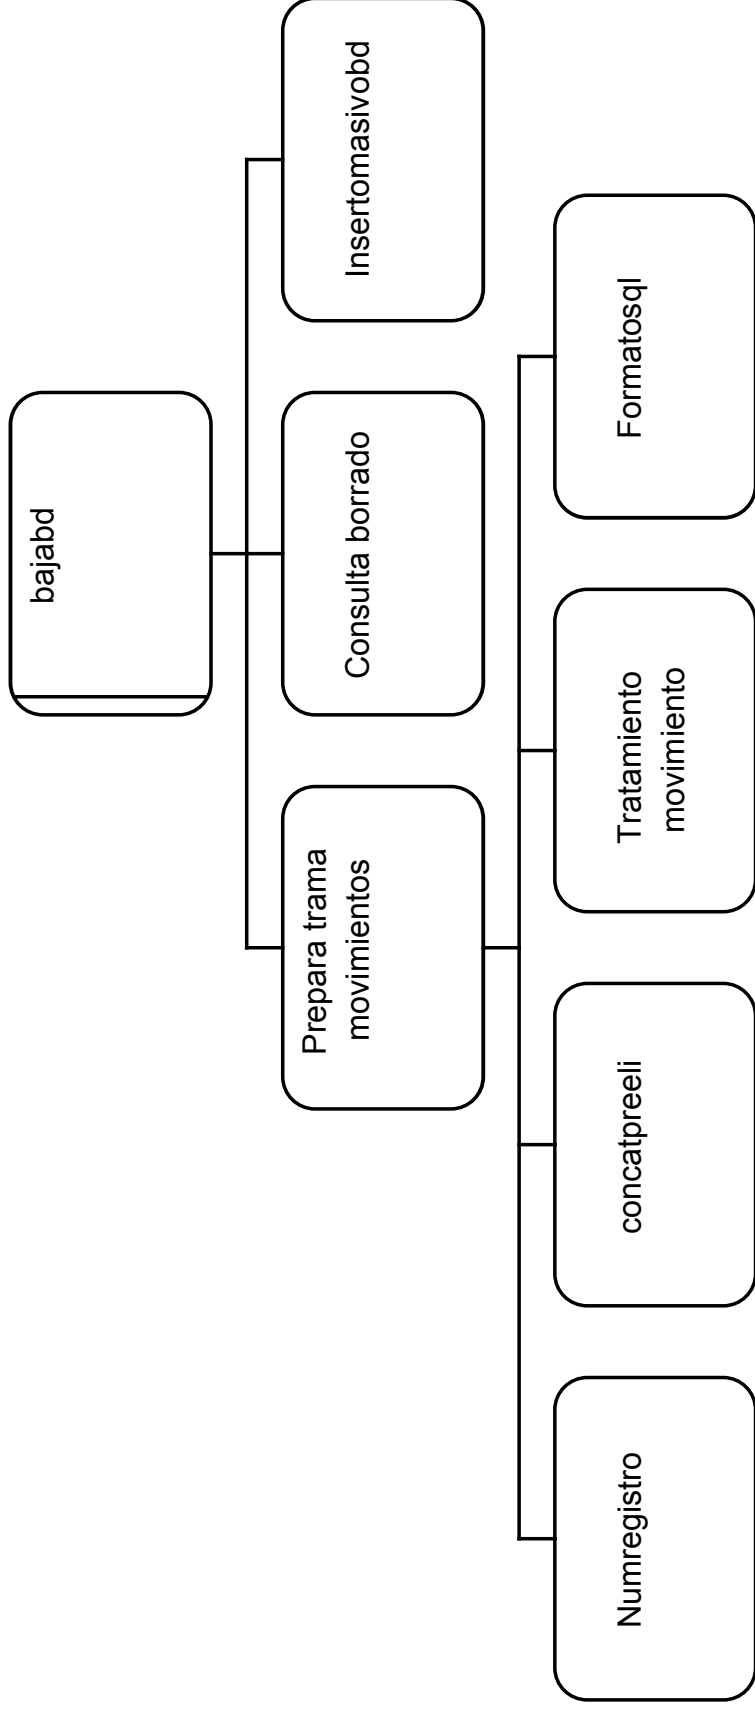 bajabd
Prepara trama
movimientos
Consulta borrado
Insertomasivobd
Numregistro
concatpreeli
Tratamiento
movimiento
Formatosql